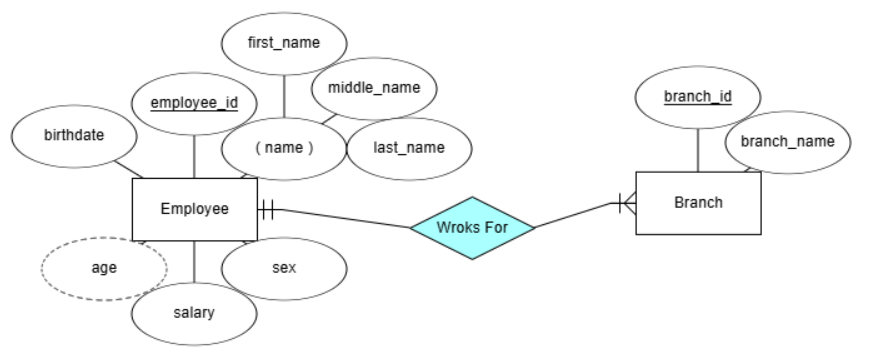 first_name
middle_name
employee_id
branch_id
birthdate
( name )
last_name
branch_name
Employee
Branch
Wroks For
age
sex
salary